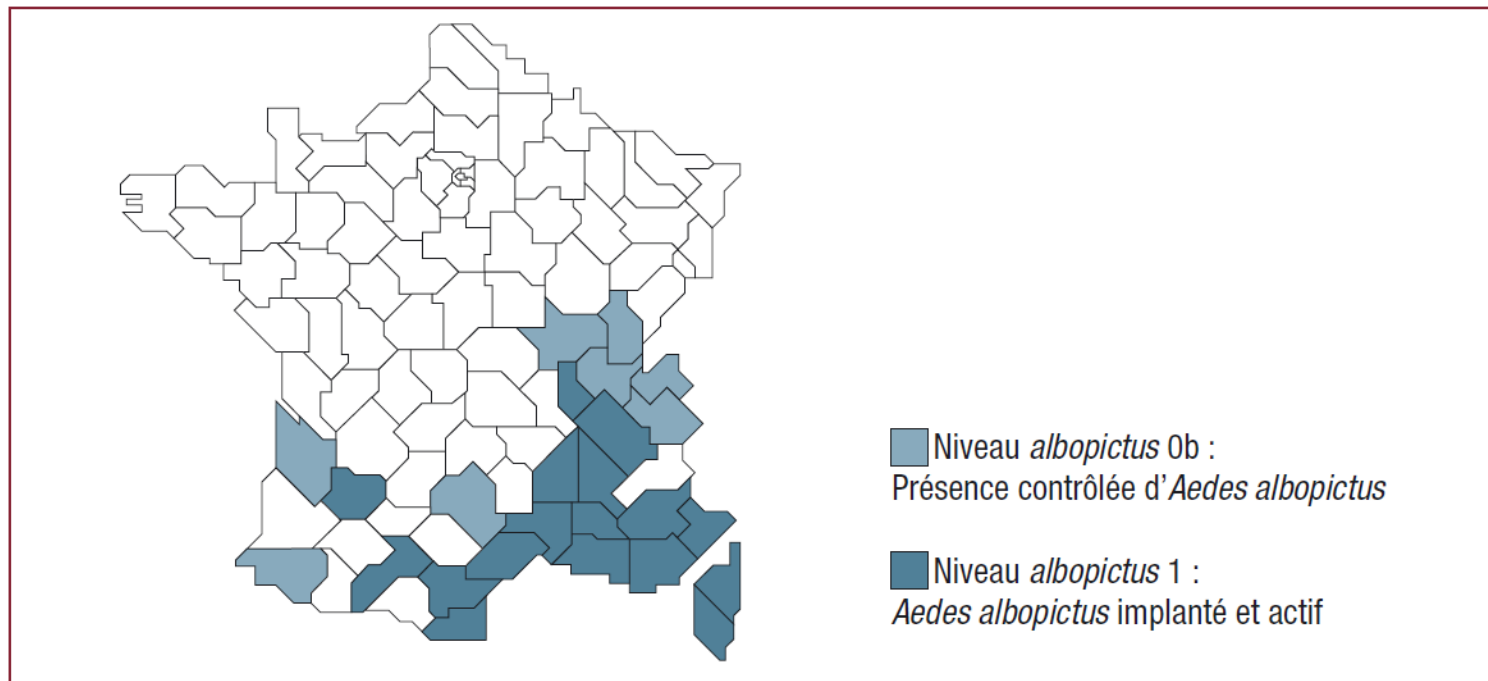 Niveau albopictus 0b :
Présence contrôlée d’Aedes albopictus
Niveau albopictus 1 :
Aedes albopictus implanté et actif